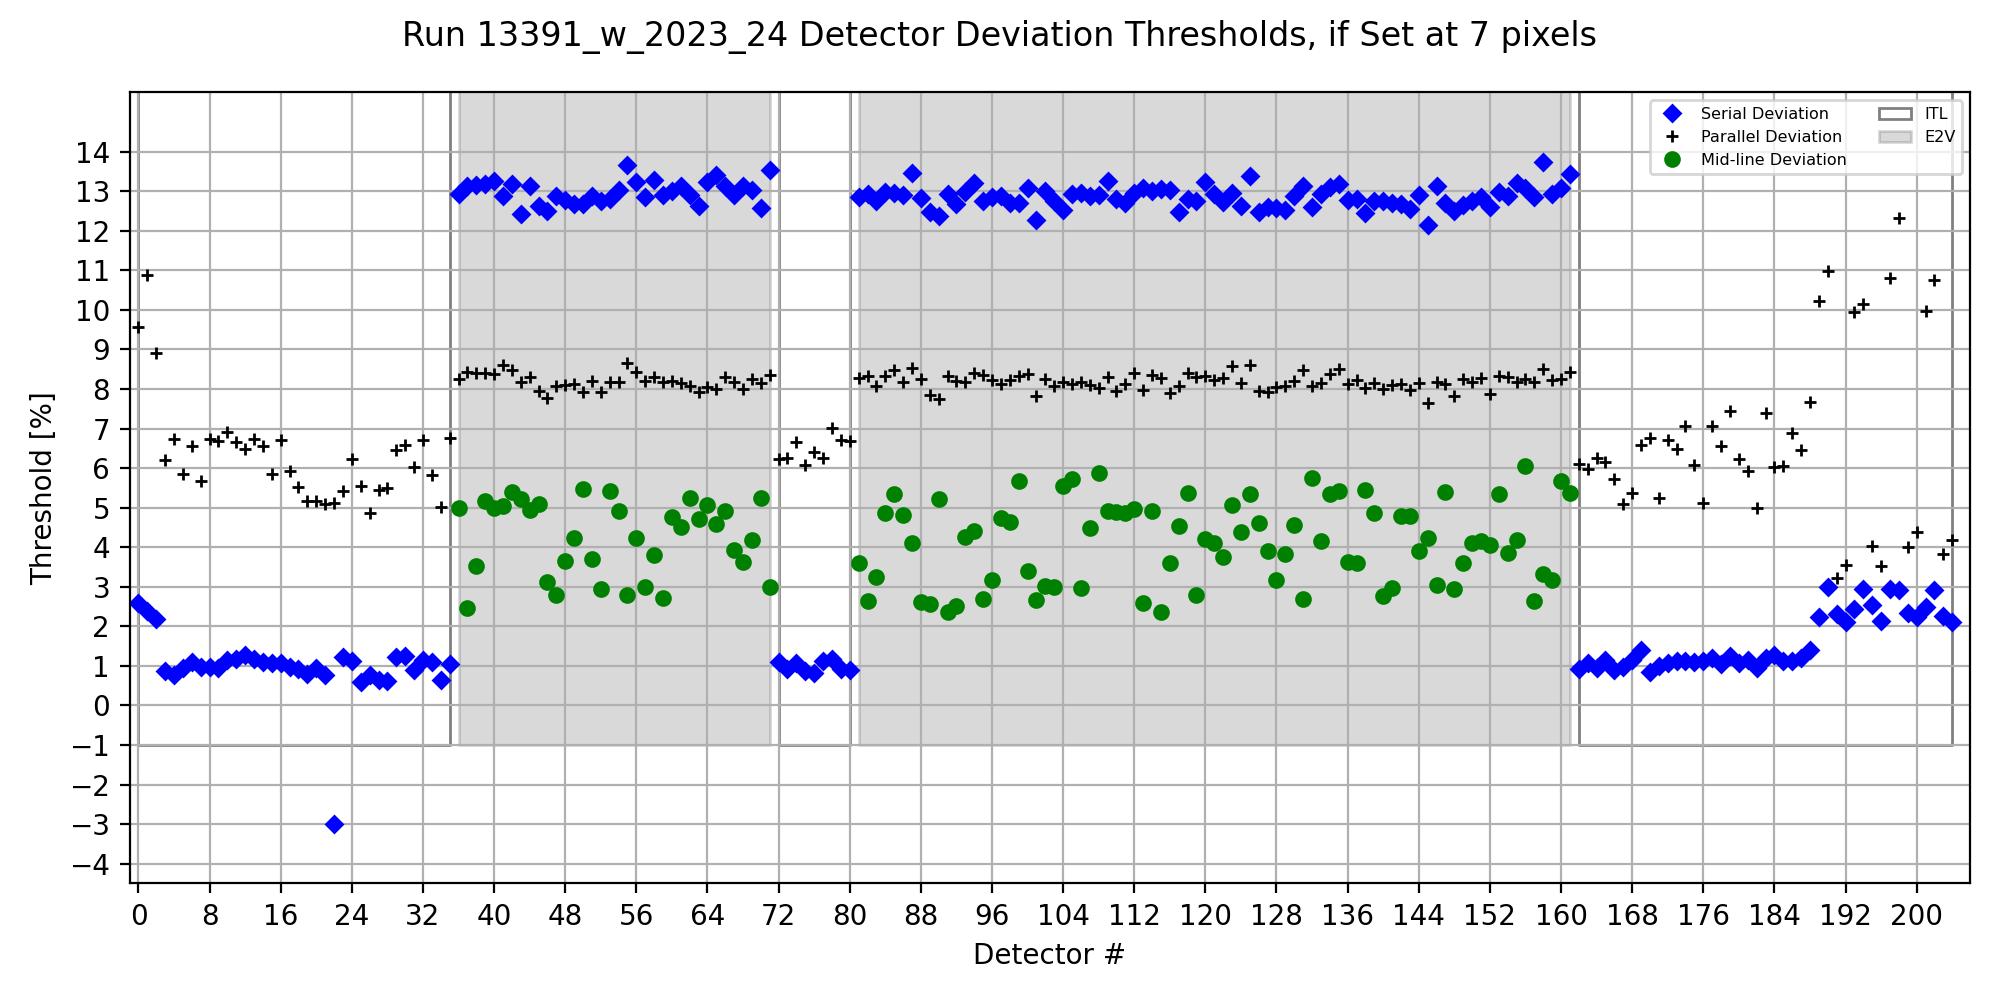 Run 13391_w_2023_24 Detector Deviation Thresholds, if Set at 7 pixels
Threshold [%]
14
13
12
11
10
9
8
7
6
5
4
3
2
1
0
−1
−2
−3
−4
Serial Deviation
Parallel Deviation
Mid-line Deviation
ITL
E2V
0 8 16 24 32 40 48 56 64 72 80 88 96 104 112 120 128 136 144 152 160 168 176 184 192 200
Detector #